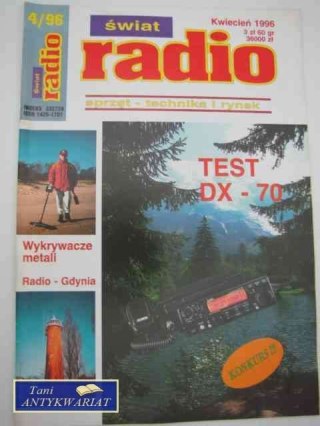 4/96
świat
radio
świat
radio
Kwiecień 1996
3 zł 60 gr
36000 zł
sprzęt - technika i rynek
TEST
DX - 70
Wykrywacze
metali
Radio - Gdynia
KONKURS !!
Tani
ANTYKWARIAT